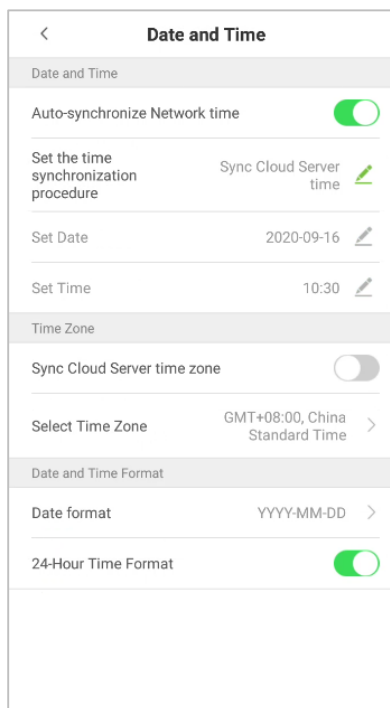 Date and Time
Date and Time
Auto-synchronize Network time
Set the time
synchronization
procedure
Sync Cloud Server
time
Set Date
2020-09-16
Set Time
10:30
Time Zone
Sync Cloud Server time zone
Select Time Zone
GMT+08:00, China
Standard Time
Date and Time Format
Date format
YYYY-MM-DD
24-Hour Time Format